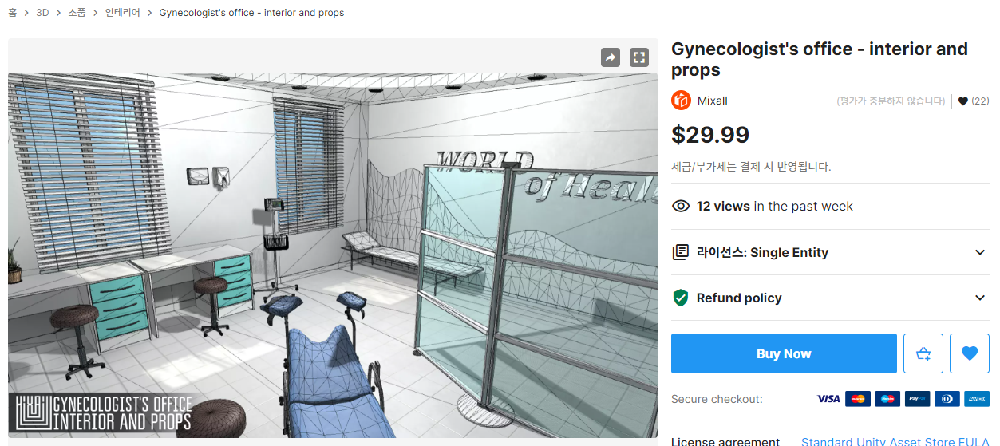 홈 > 3D > 소품 > 인테리어 > Gynecologist's office - interior and props
WORLD
of Heal
GYNECOLOGIST'S OFFICE
INTERIOR AND PROPS
Gynecologist's office - interior and
props
Mixall
(평가가 충분하지 않습니다)
(22)
$29.99
세금/부가세는 결제 시 반영됩니다.
12 views in the past week
라이선스: Single Entity
Refund policy
Buy Now
Secure checkout:
VISA
PayPal
AMEX
License agreement
Standard Unity Asset Store EULA